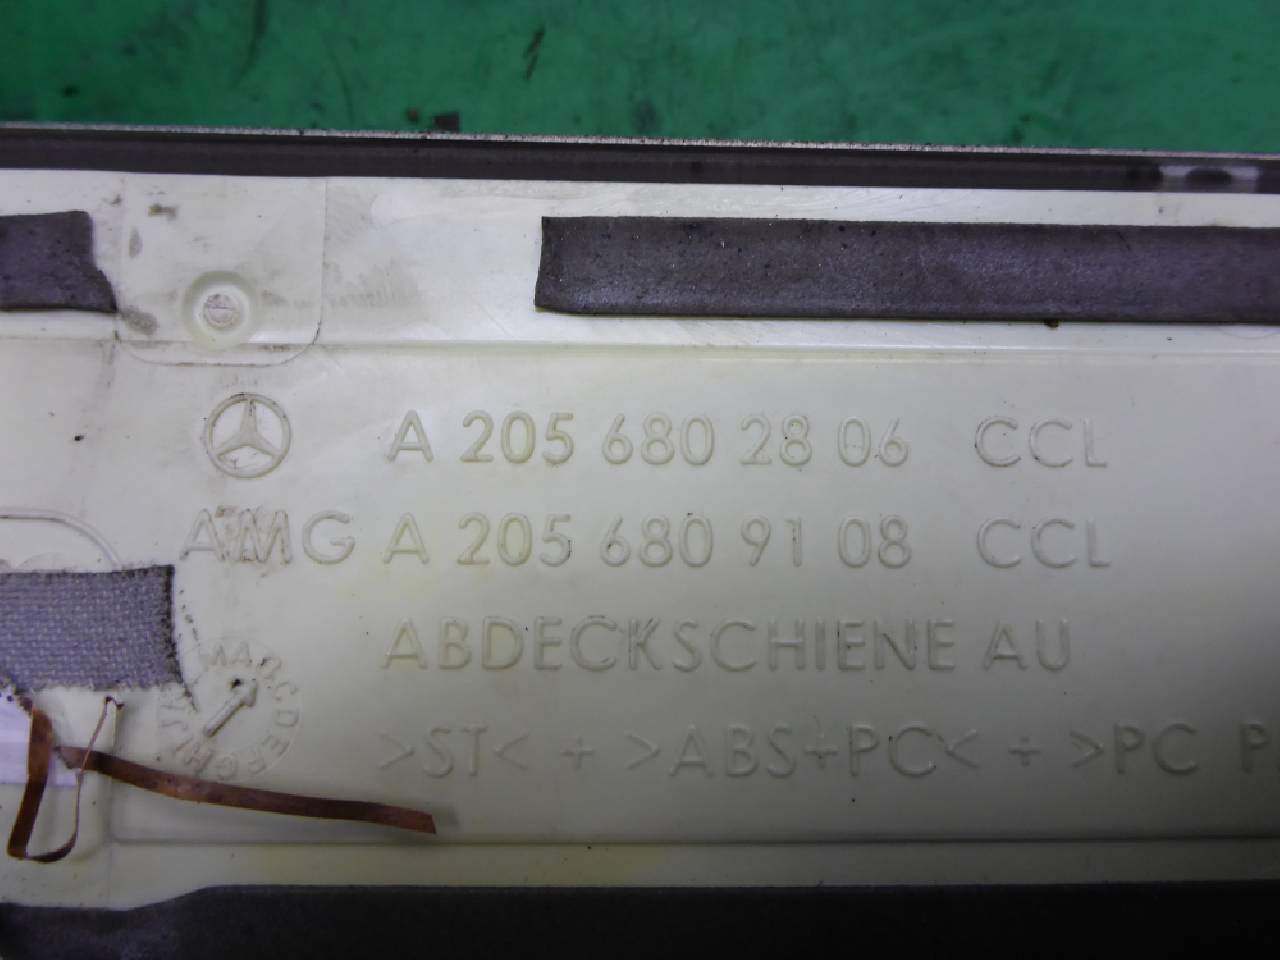 A 205 680 28 06 CCL
AMG A 205 680 91 08 CCL
ABDECKSCHIENE AU
>ST< + >ABS+PC< + >PC P